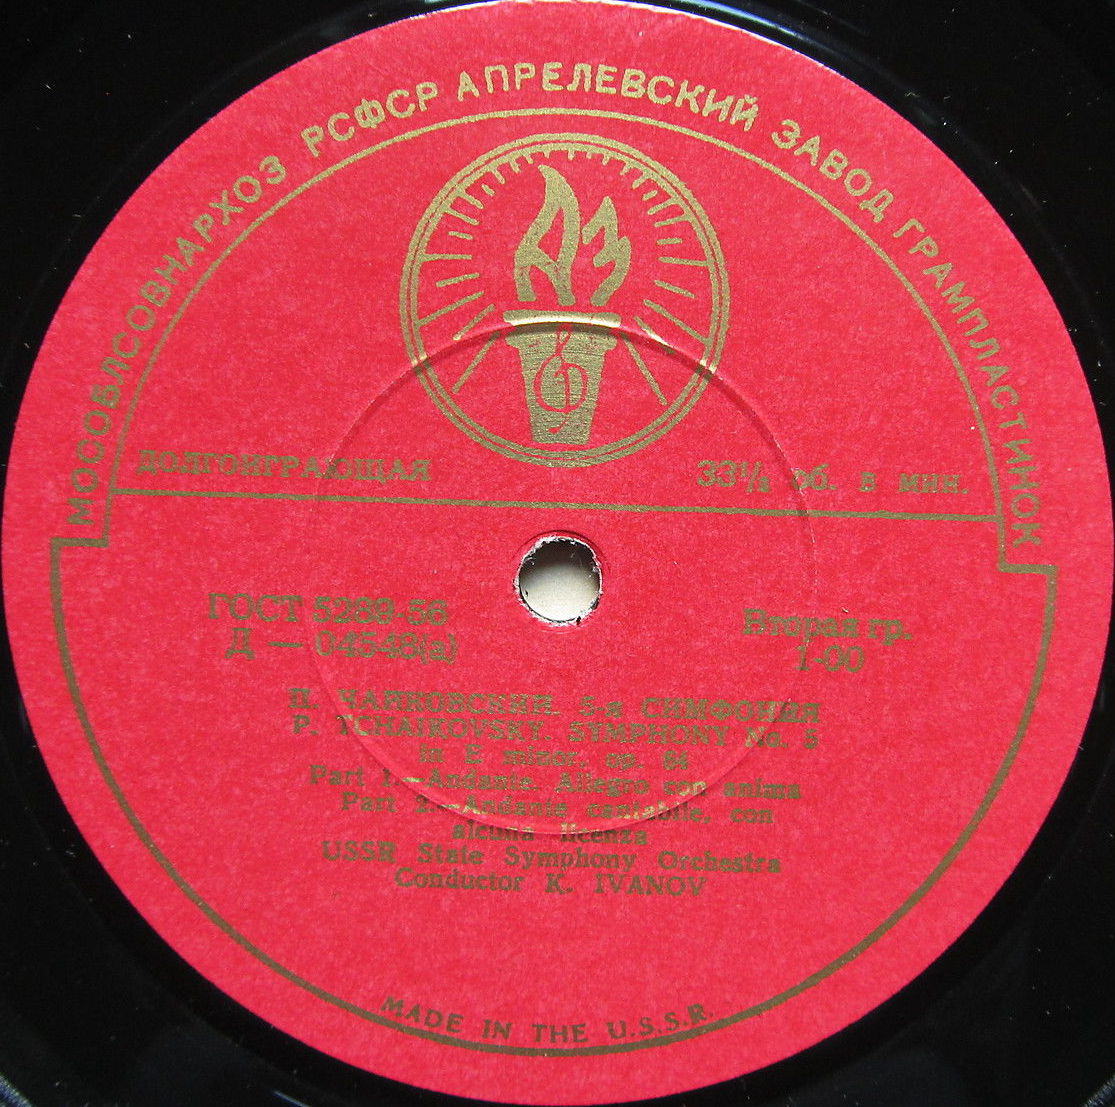 МОСОБЛСОВНАРХОЗ РСФСР АПРЕЛЕВСКИЙ ЗАВОД ГРАМПЛАСТИНОК
АЗ
ДОЛГОИГРАЮЩАЯ
33⅓ об. в мин.
ГОСТ 5289-56
Д — 04548(а)
Вторая гр.
1-00
П. ЧАЙКОВСКИЙ. 5-я СИМФОНИЯ
P. TCHAIKOVSKY. SYMPHONY No. 5
in E minor, op. 64
Part 1.—Andante. Allegro con anima
Part 2.—Andante cantabile, con
alcuna licenza
USSR State Symphony Orchestra
Conductor K. IVANOV
MADE IN THE U.S.S.R.